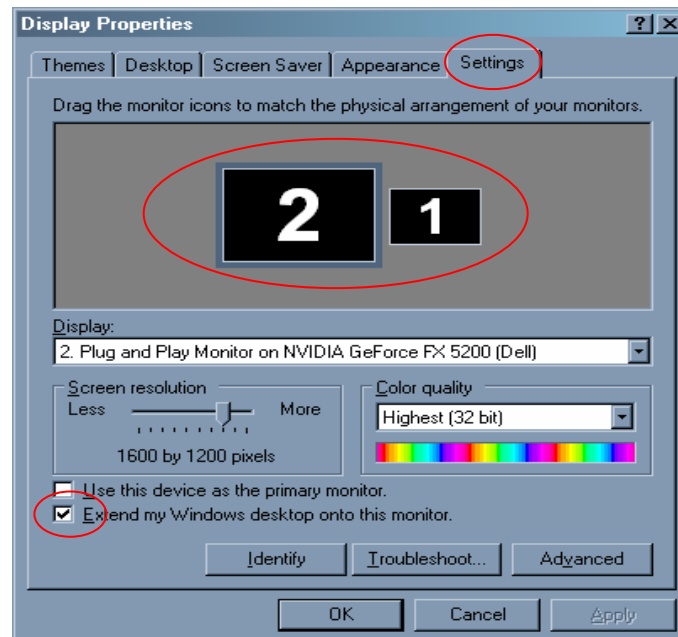 Display Properties
Themes Desktop Screen Saver Appearance Settings
Drag the monitor icons to match the physical arrangement of your monitors.
2 1
Display:
2. Plug and Play Monitor on NVIDIA GeForce FX 5200 (Dell)
Screen resolution
Less More
1600 by 1200 pixels
Color quality
Highest (32 bit)
Use this device as the primary monitor.
Extend my Windows desktop onto this monitor.
Identify Troubleshoot... Advanced
OK Cancel Apply